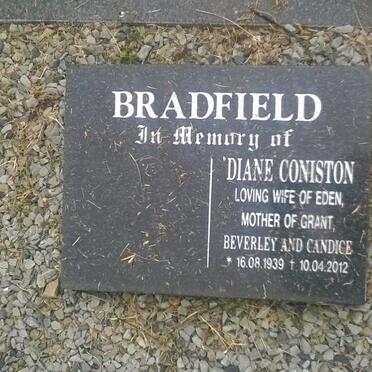 BRADFIELD
In Memory of
'DIANE CONISTON
LOVING WIFE OF EDEN,
MOTHER OF GRANT,
BEVERLEY AND CANDICE
* 16.08.1939 † 10.04.2012